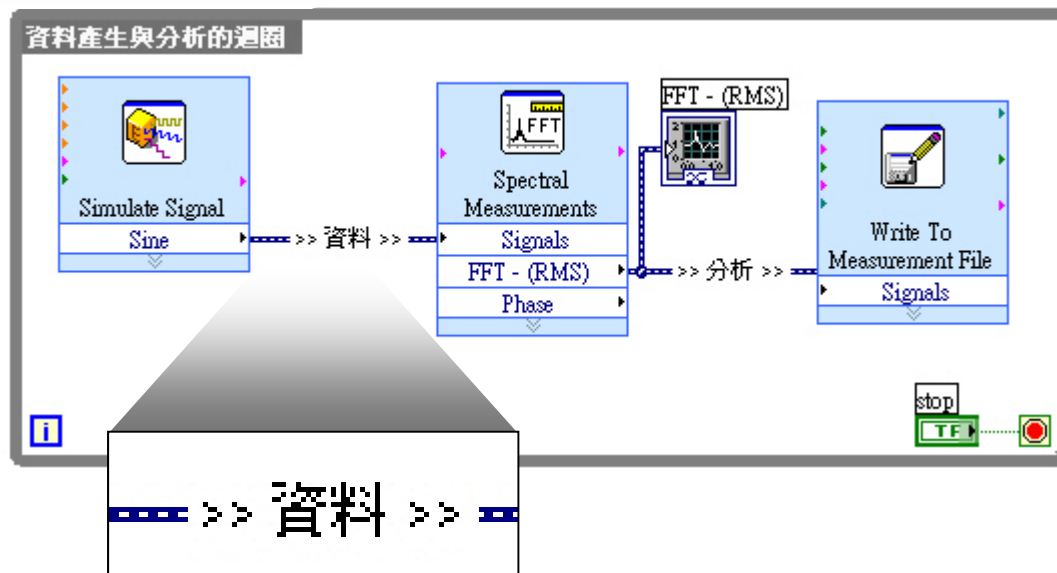 資料產生與分析的迴圈
Simulate Signal
Sine
>> 資料 >>
FFT
Spectral
Measurements
Signals
FFT - (RMS)
Phase
FFT - (RMS)
>> 分析 >>
Write To
Measurement File
Signals
stop
TF
i
>> 資料 >>